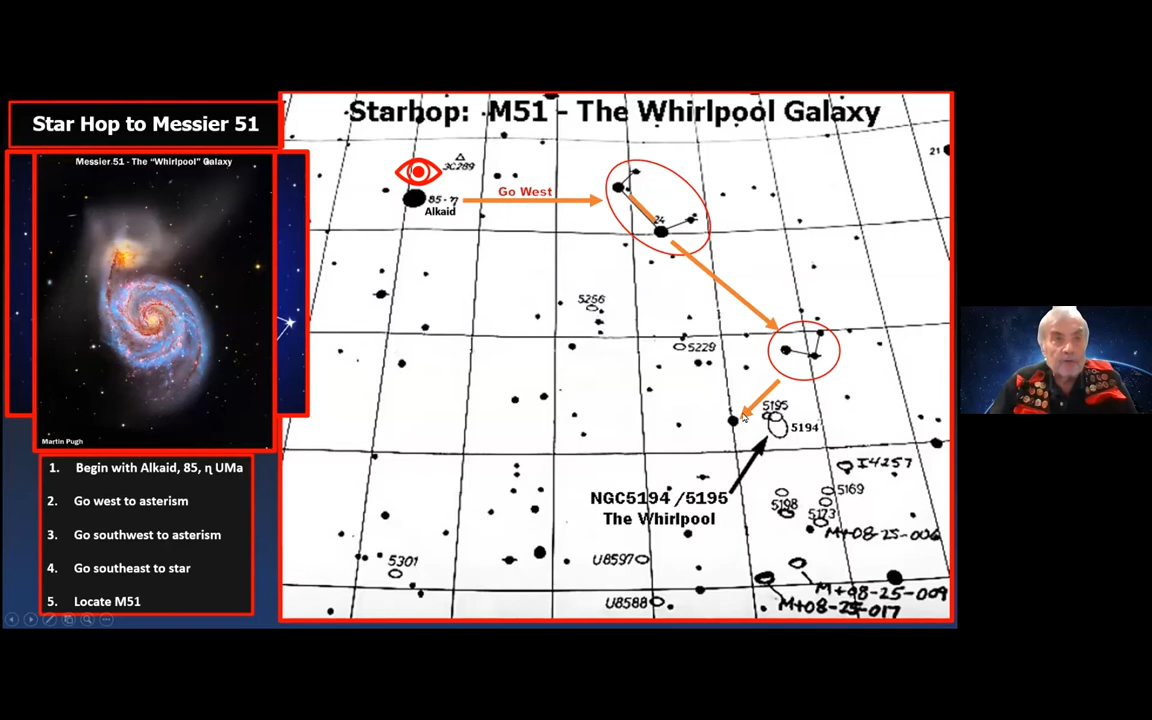 Star Hop to Messier 51
Messier 51 - The "Whirlpool" Galaxy
Martin Pugh
1. Begin with Alkaid, 85, η UMa
2. Go west to asterism
3. Go southwest to asterism
4. Go southeast to star
5. Locate M51
Starhop: M51 - The Whirlpool Galaxy
21
3C289
85 - η
Alkaid
Go West
24
5256
5229
5195
5194
I4257
NGC5194 /5195
The Whirlpool
5198
5169
5173
M+08-25-006
5301
U8597
M+08-25-009
U8588
M+08-25-017